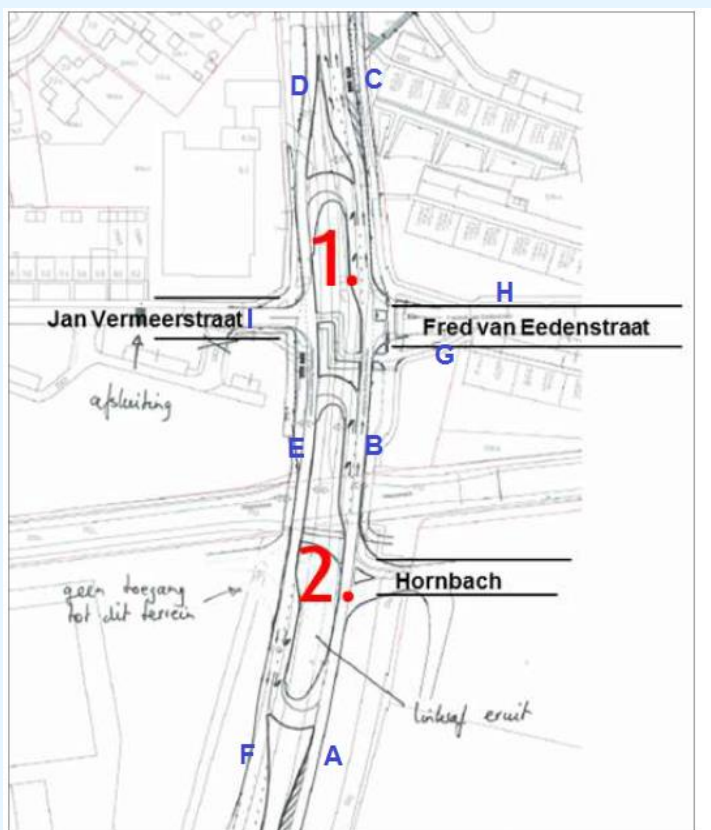 D
C
1.
H
Jan Vermeerstraat
I
Fred van Eedenstraat
G
afsluiting
E
B
2.
Hornbach
geen toegang
tot dit terrein
linksaf eruit
F
A